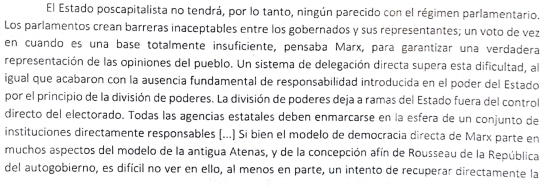 El Estado poscapitalista no tendrá, por lo tanto, ningún parecido con el régimen parlamentario.
Los parlamentos crean barreras inaceptables entre los gobernados y sus representantes; un voto de vez
en cuando es una base totalmente insuficiente, pensaba Marx, para garantizar una verdadera
representación de las opiniones del pueblo. Un sistema de delegación directa supera esta dificultad, al
igual que acabaron con la ausencia fundamental de responsabilidad introducida en el poder del Estado
por el principio de la división de poderes. La división de poderes deja a ramas del Estado fuera del control
directo del electorado. Todas las agencias estatales deben enmarcarse en la esfera de un conjunto de
instituciones directamente responsables [...] Si bien el modelo de democracia directa de Marx parte en
muchos aspectos del modelo de la antigua Atenas, y de la concepción afín de Rousseau de la República
del autogobierno, es difícil no ver en ello, al menos en parte, un intento de recuperar directamente la